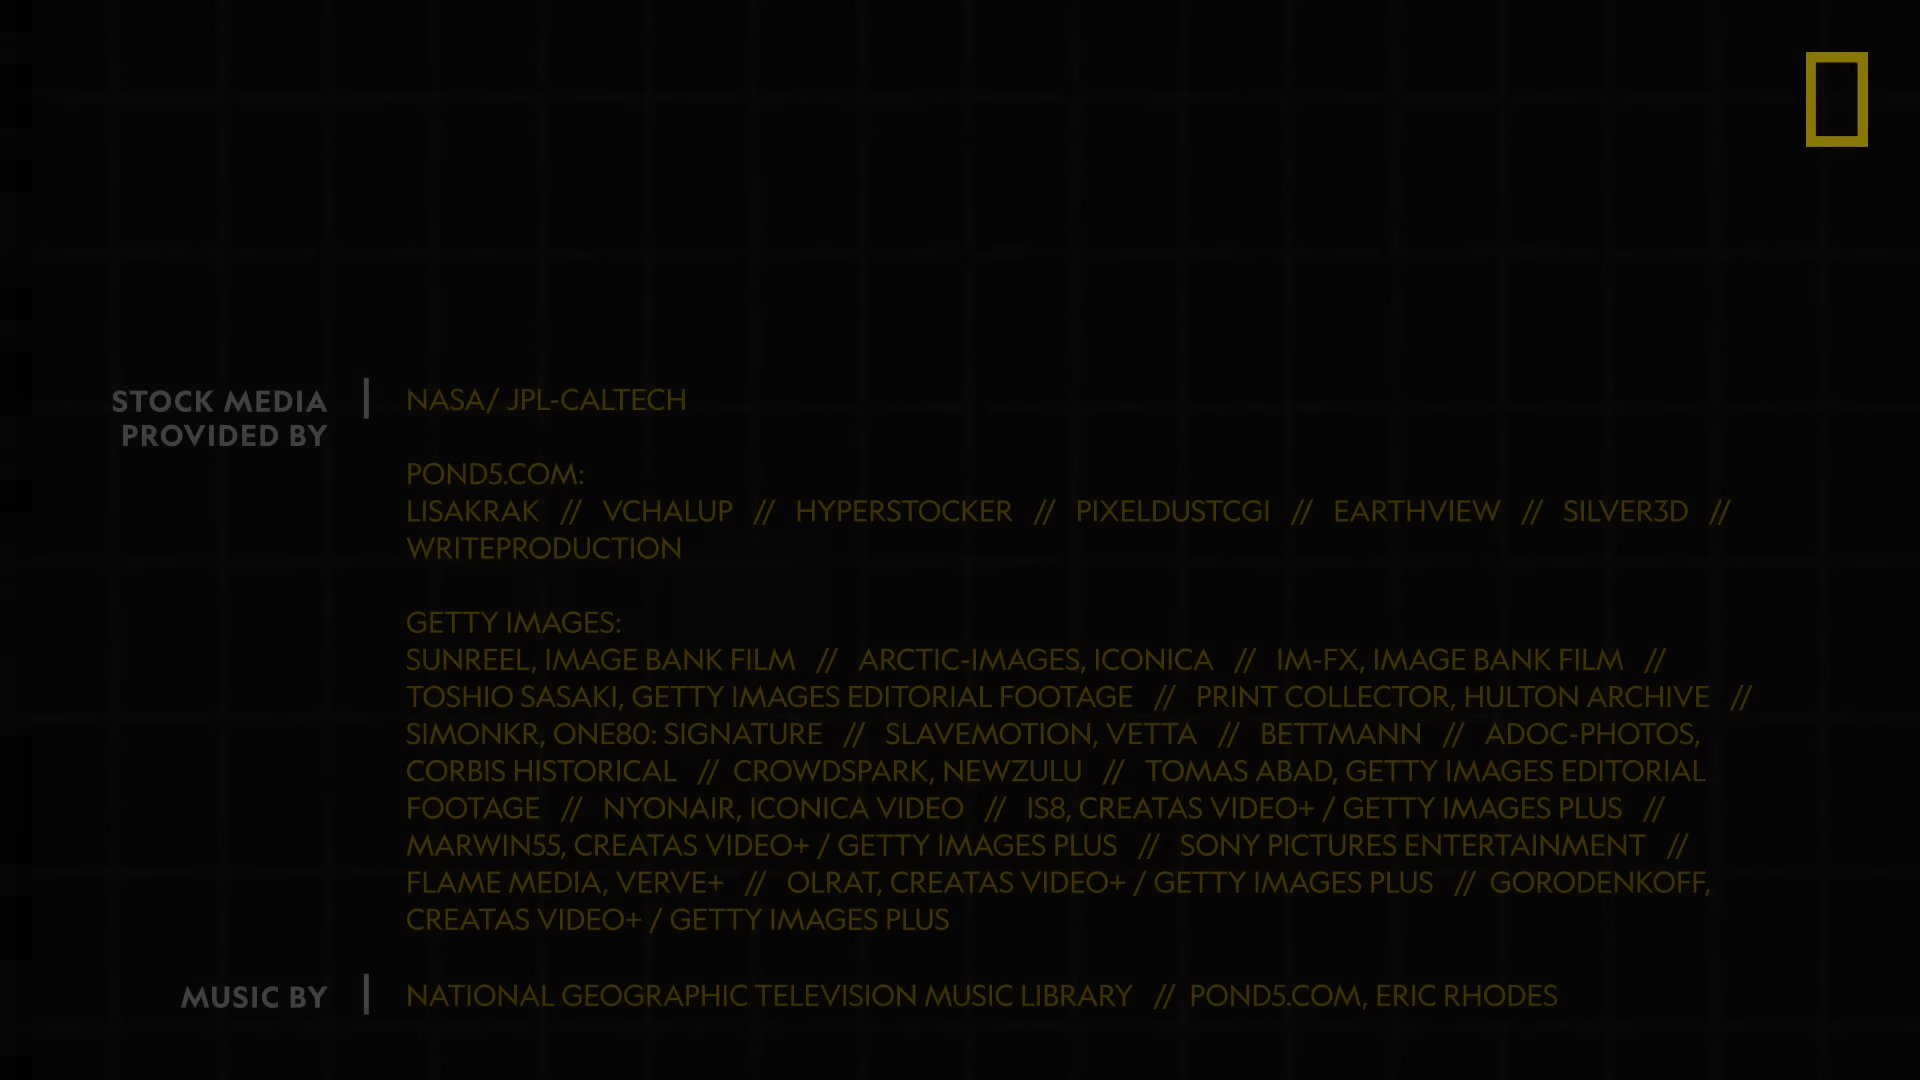 STOCK MEDIA
PROVIDED BY
NASA/ JPL-CALTECH
POND5.COM:
LISAKRAK // VCHALUP // HYPERSTOCKER // PIXELDUSTCGI // EARTHVIEW // SILVER3D //
WRITEPRODUCTION
GETTY IMAGES:
SUNREEL, IMAGE BANK FILM // ARCTIC-IMAGES, ICONICA // IM-FX, IMAGE BANK FILM //
TOSHIO SASAKI, GETTY IMAGES EDITORIAL FOOTAGE // PRINT COLLECTOR, HULTON ARCHIVE //
SIMONKR, ONE80: SIGNATURE // SLAVEMOTION, VETTA // BETTMANN // ADOC-PHOTOS,
CORBIS HISTORICAL // CROWDSPARK, NEWZULU // TOMAS ABAD, GETTY IMAGES EDITORIAL
FOOTAGE // NYONAIR, ICONICA VIDEO // IS8, CREATAS VIDEO+ / GETTY IMAGES PLUS //
MARWIN55, CREATAS VIDEO+ / GETTY IMAGES PLUS // SONY PICTURES ENTERTAINMENT //
FLAME MEDIA, VERVE+ // OLRAT, CREATAS VIDEO+ / GETTY IMAGES PLUS // GORODENKOFF,
CREATAS VIDEO+ / GETTY IMAGES PLUS
MUSIC BY
NATIONAL GEOGRAPHIC TELEVISION MUSIC LIBRARY // POND5.COM, ERIC RHODES